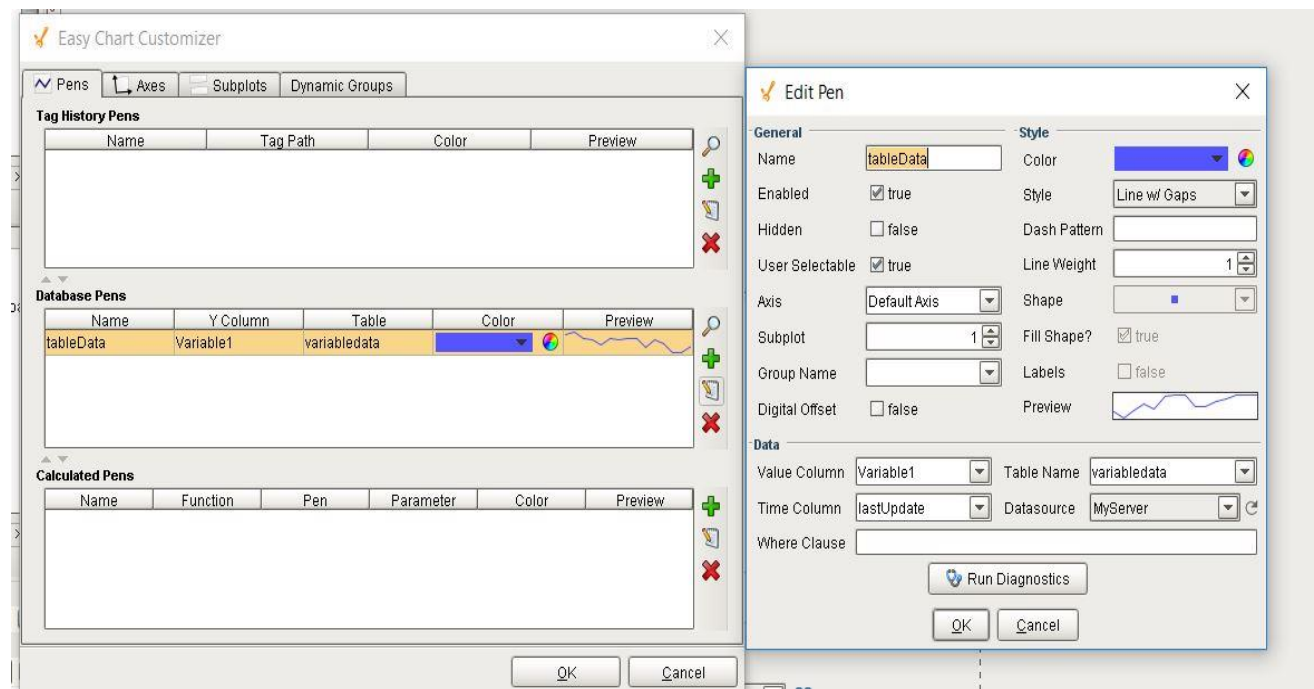 Easy Chart Customizer
Pens Axes Subplots Dynamic Groups
Tag History Pens
Name Tag Path Color Preview
Database Pens
Name Y Column Table Color Preview
tableData Variable1 variabledata
Calculated Pens
Name Function Pen Parameter Color Preview
OK Cancel
Edit Pen
General Style
Name tableData Color
Enabled true Style Line w/ Gaps
Hidden false Dash Pattern
User Selectable true Line Weight 1
Axis Default Axis Shape
Subplot 1 Fill Shape? true
Group Name Labels false
Digital Offset false Preview
Data
Value Column Variable1 Table Name variabledata
Time Column lastUpdate Datasource MyServer
Where Clause
Run Diagnostics
OK Cancel